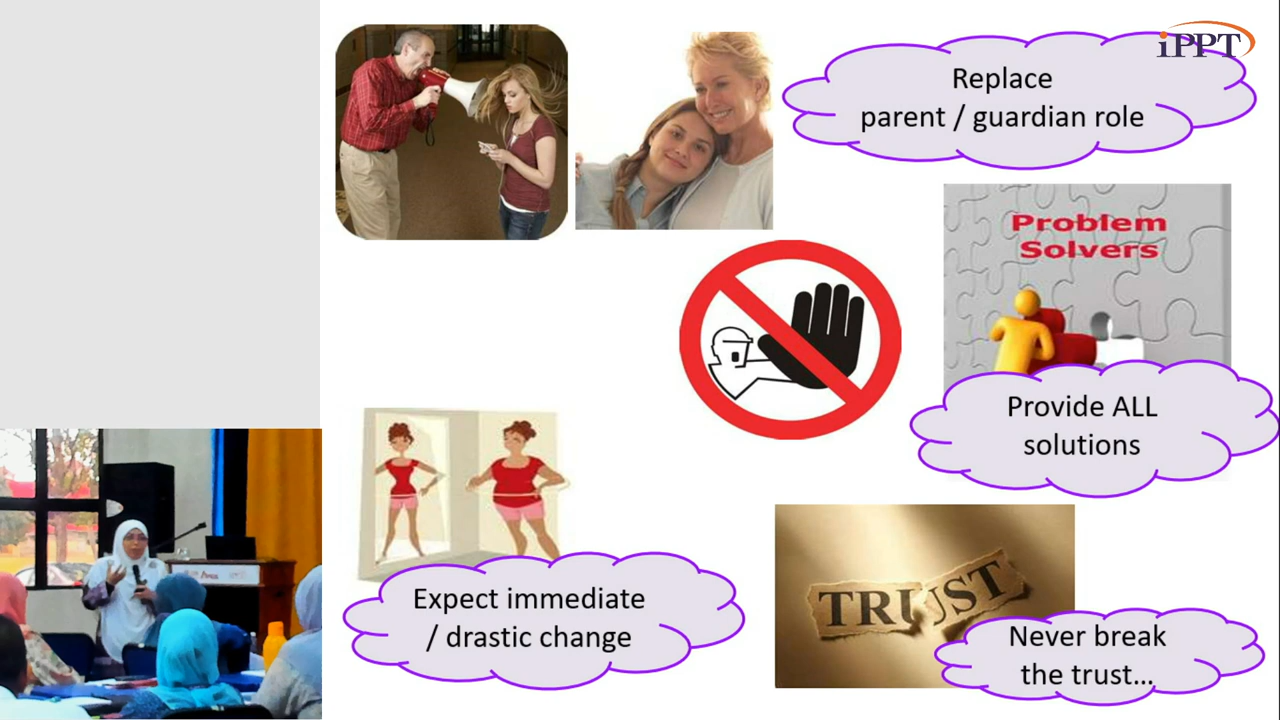 iPPT
Replace
parent / guardian role
Problem
Solvers
Provide ALL
solutions
Expect immediate
/ drastic change
TRUST
Never break
the trust...